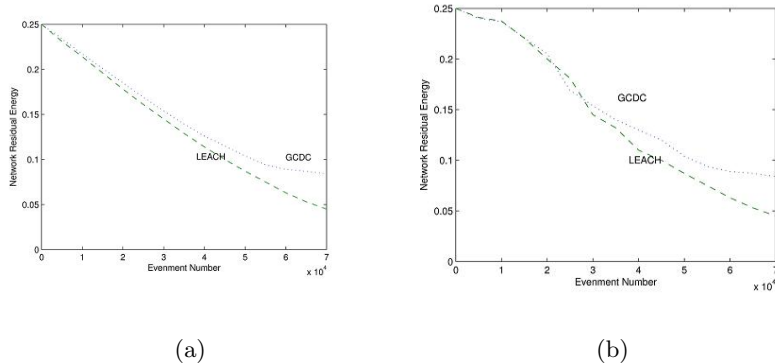 0.25
0.2
0.15
0.1
0.05
0
Network Residual Energy
LEACH
GCDC
0 1 2 3 4 5 6 7
Evenment Number
x 10^4
(a)
0.25
0.2
0.15
0.1
0.05
0
Network Residual Energy
GCDC
LEACH
0 1 2 3 4 5 6 7
Evenment Number
x 10^4
(b)